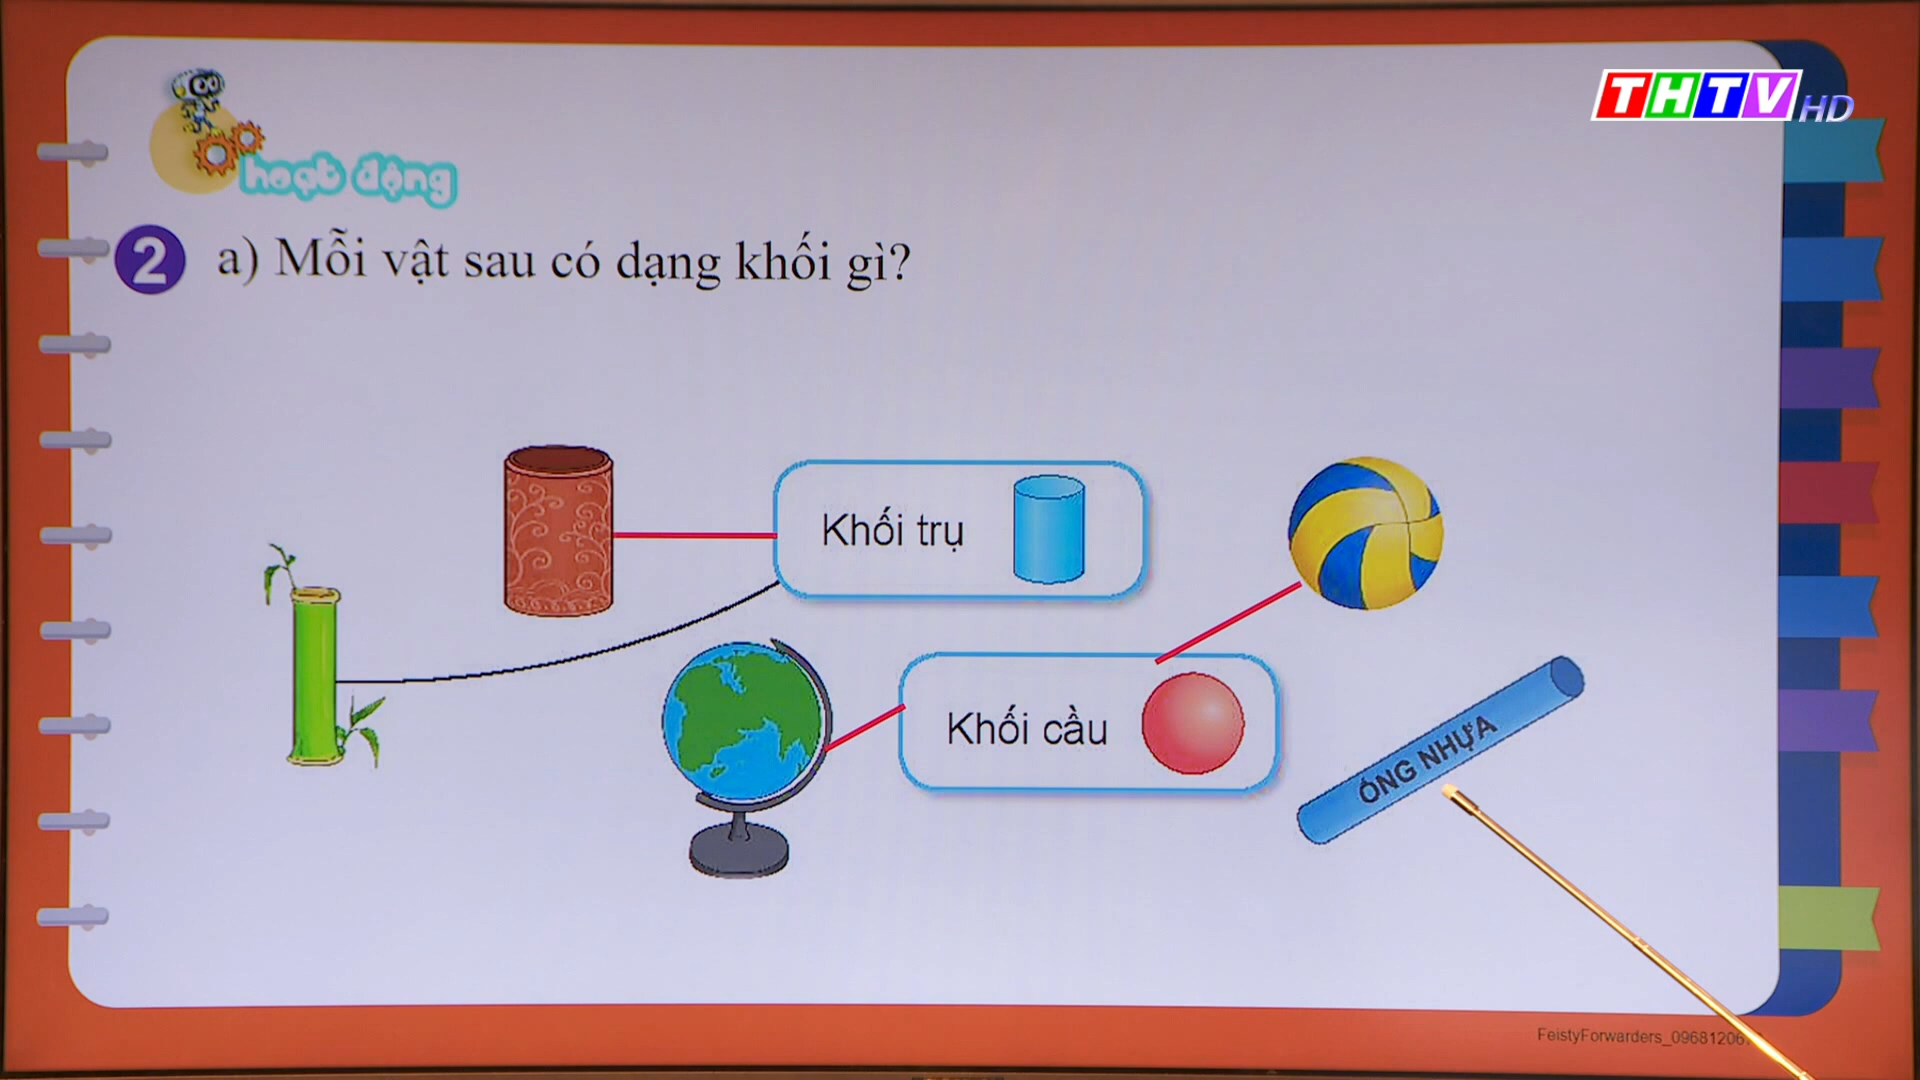 THTV HD
hoạt động
2 a) Mỗi vật sau có dạng khối gì?
Khối trụ
Khối cầu
ỐNG NHỰA